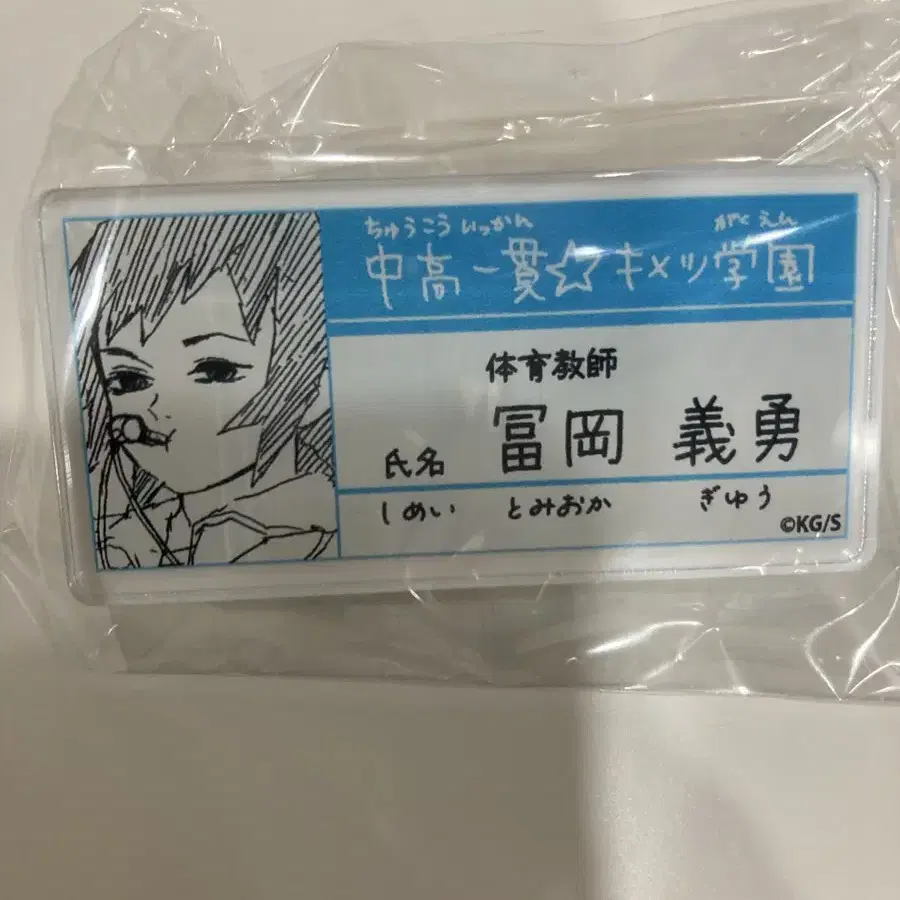 ちゅうこういっかん がくえん
中高一貫☆キメツ学園
体育教師
氏名 冨岡 義勇
しめい とみおか ぎゆう
©KG/S